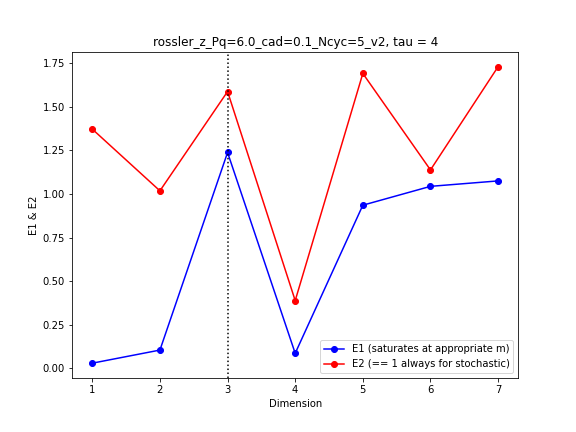 rossler_z_Pq=6.0_cad=0.1_Ncyc=5_v2, tau = 4
1.75
1.50
1.25
1.00
0.75
0.50
0.25
0.00
E1 & E2
E1 (saturates at appropriate m)
E2 (== 1 always for stochastic)
1 2 3 4 5 6 7
Dimension